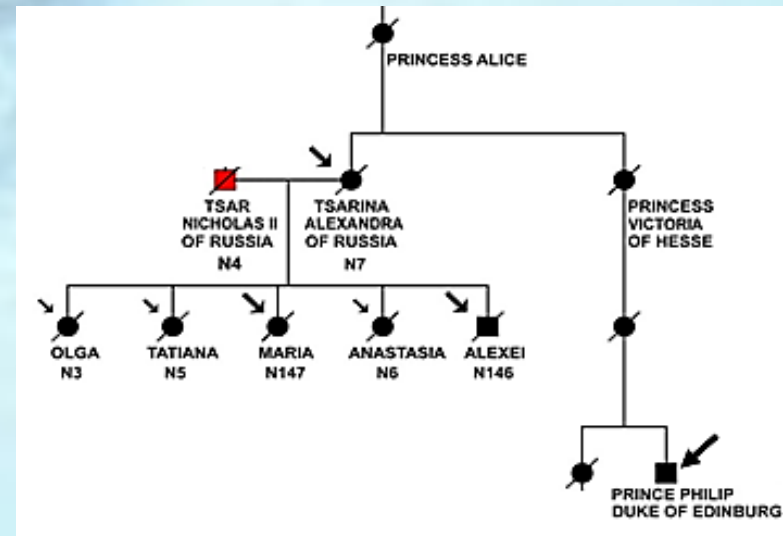 PRINCESS ALICE
TSAR
NICHOLAS II
OF RUSSIA
N4
TSARINA
ALEXANDRA
OF RUSSIA
N7
PRINCESS
VICTORIA
OF HESSE
OLGA
N3
TATIANA
N5
MARIA
N147
ANASTASIA
N6
ALEXEI
N146
PRINCE PHILIP
DUKE OF EDINBURG